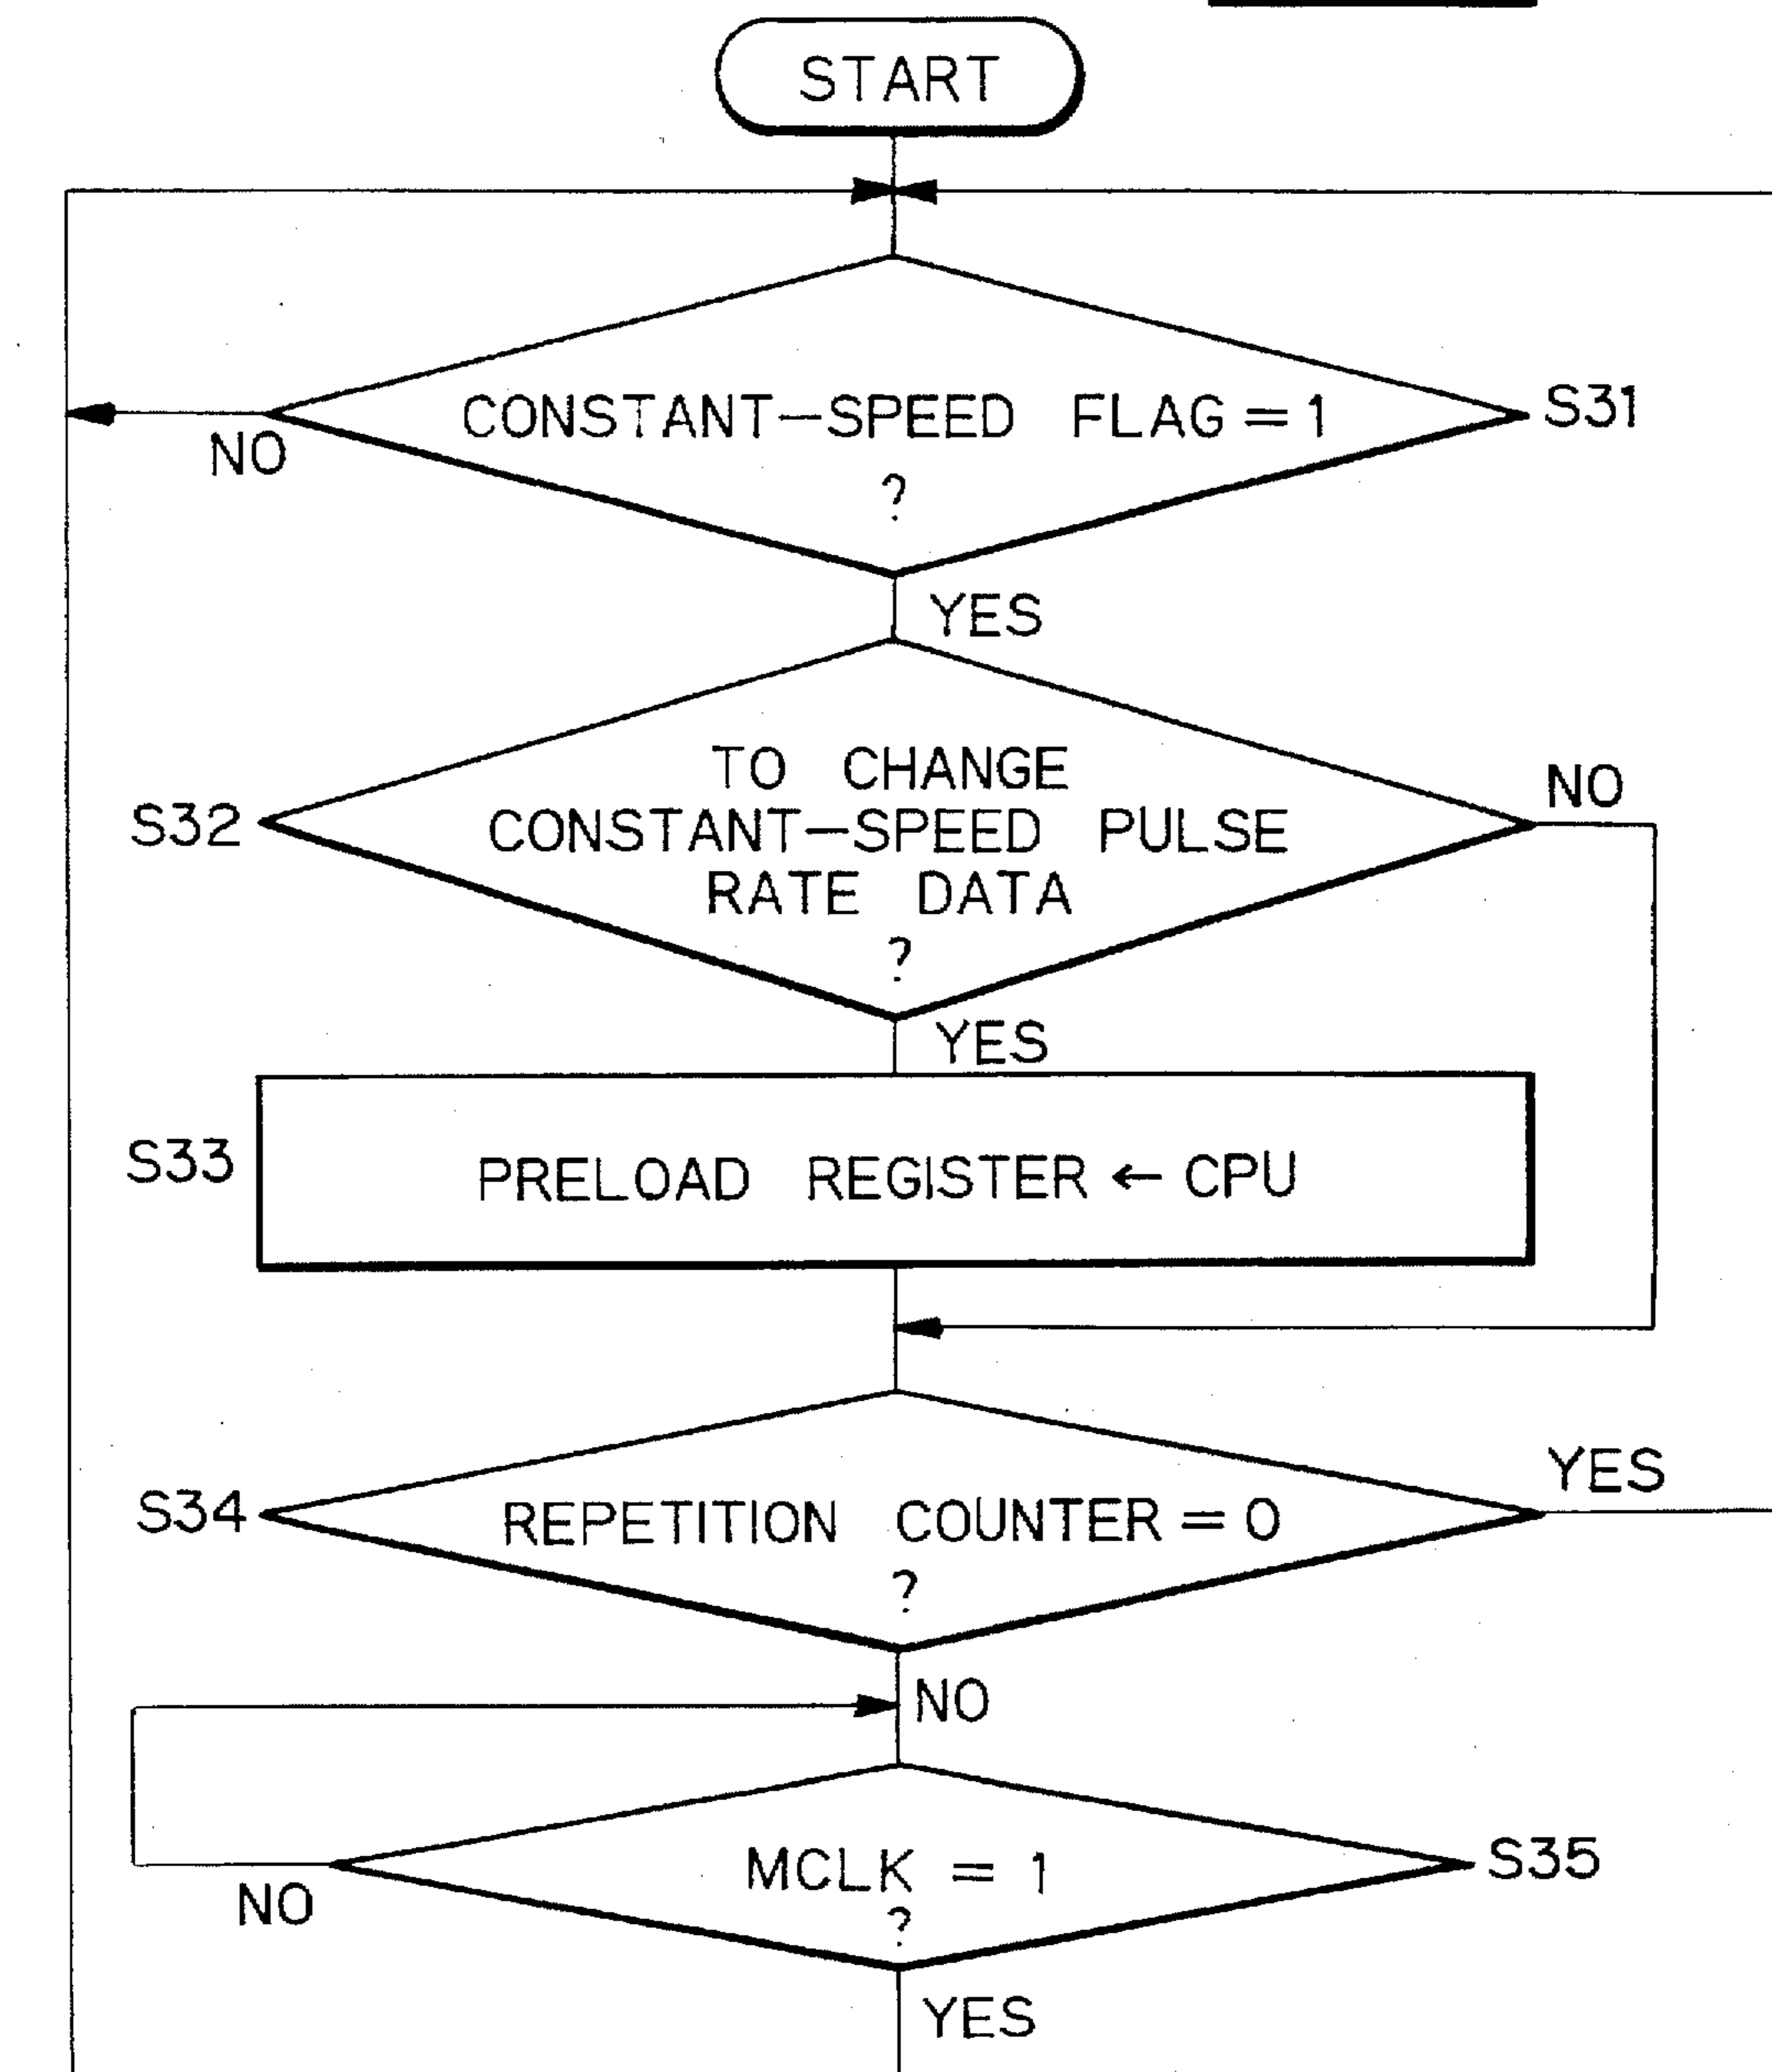 START
CONSTANT-SPEED FLAG = 1
?
S31
NO
YES
TO CHANGE
CONSTANT-SPEED PULSE
RATE DATA
?
S32
NO
YES
S33
PRELOAD REGISTER ← CPU
S34
REPETITION COUNTER = 0
?
YES
NO
MCLK = 1
?
S35
NO
YES